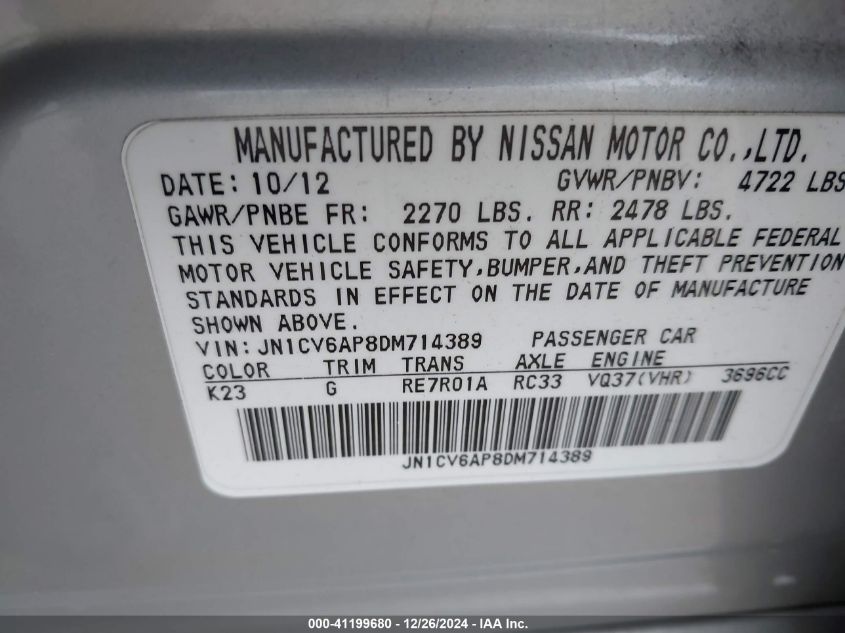 MANUFACTURED BY NISSAN MOTOR CO.,LTD.
DATE: 10/12 GVWR/PNBV: 4722 LBS
GAWR/PNBE FR: 2270 LBS. RR: 2478 LBS.
THIS VEHICLE CONFORMS TO ALL APPLICABLE FEDERAL
MOTOR VEHICLE SAFETY,BUMPER,AND THEFT PREVENTION
STANDARDS IN EFFECT ON THE DATE OF MANUFACTURE
SHOWN ABOVE.
VIN: JN1CV6AP8DM714389 PASSENGER CAR
COLOR TRIM TRANS AXLE ENGINE
K23 G RE7R01A RC33 VQ37(VHR) 3696CC
JN1CV6AP8DM714389
000-41199680 - 12/26/2024 - IAA Inc.